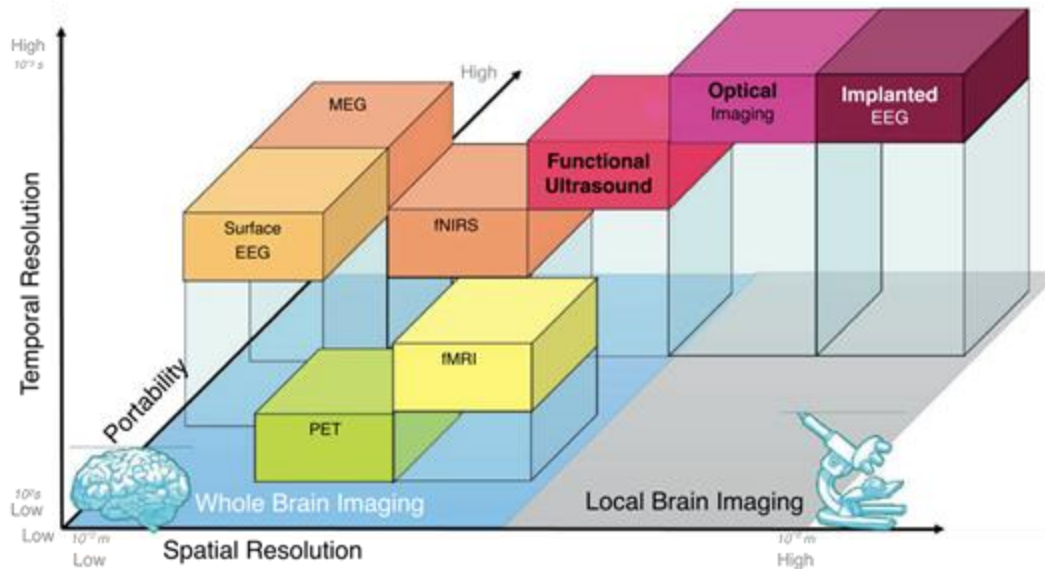 High
10⁻³ s
High
MEG
Optical
Imaging
Implanted
EEG
Functional
Ultrasound
Surface
EEG
fNIRS
Temporal Resolution
fMRI
Portability
PET
10⁰s
Low
Whole Brain Imaging
Local Brain Imaging
Low
10⁻² m
Low
Spatial Resolution
10⁻² m
High